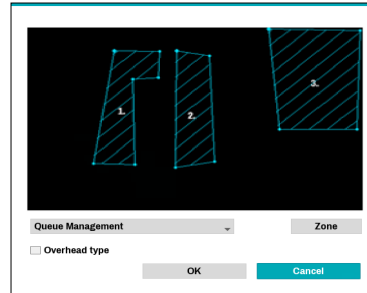 1.
2.
3.
Queue Management
Zone
Overhead type
OK
Cancel